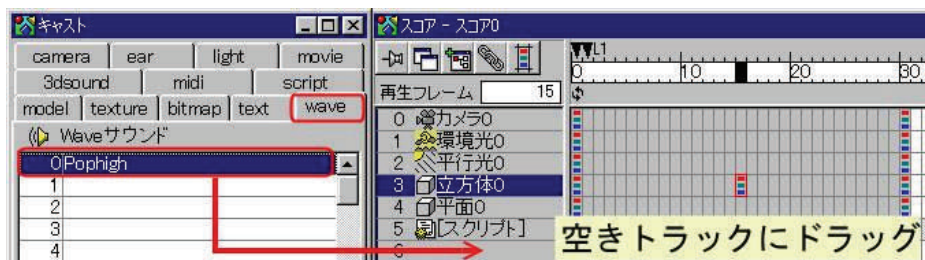 キャスト
camera ear light movie
3dsound midi script
model texture bitmap text wave
Waveサウンド
0 Pophigh
1
2
3
4
スコア - スコア0
L1
0 10 20 30
再生フレーム 15
0 カメラ0
1 環境光0
2 平行光0
3 立方体0
4 平面0
5 [スクリプト]
6
空きトラックにドラッグ